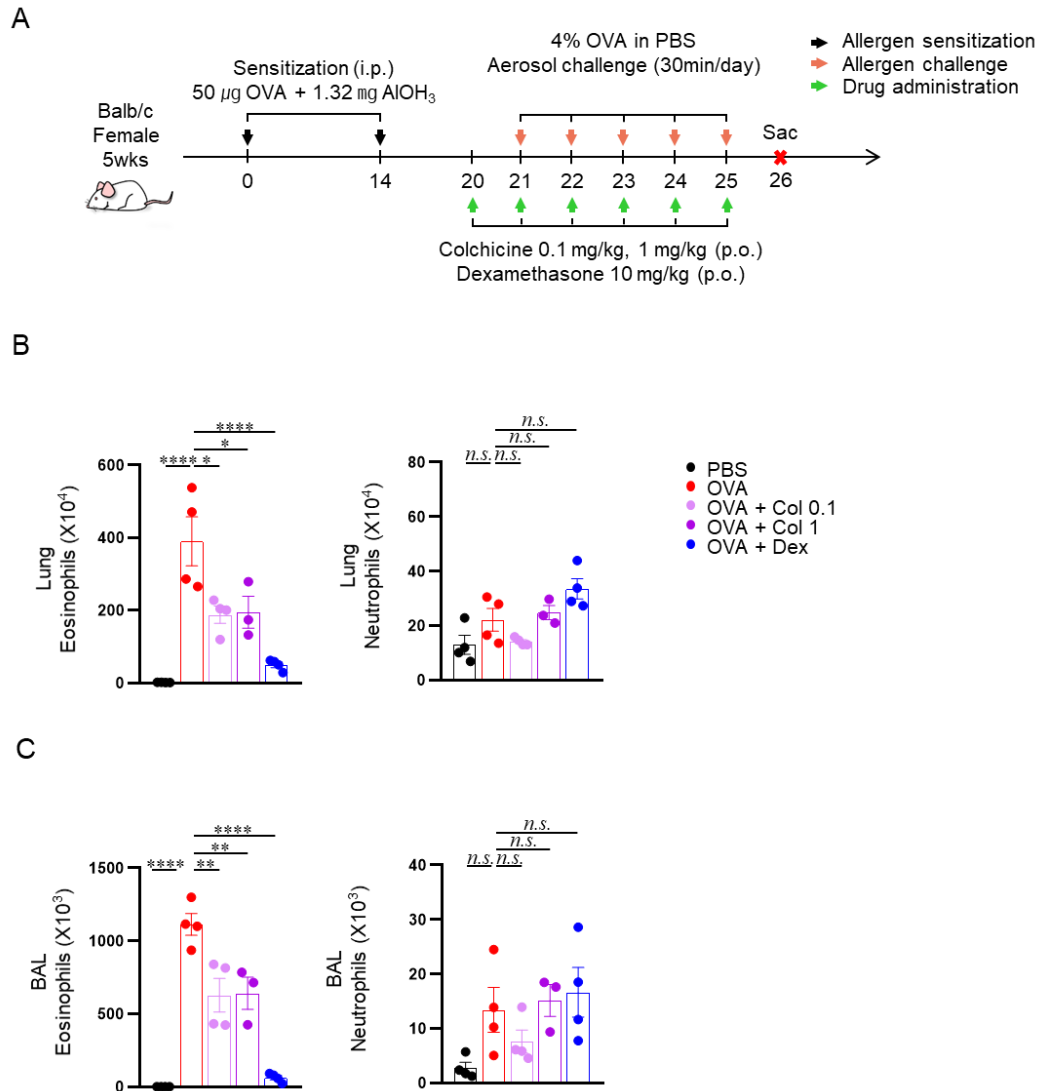 A
4% OVA in PBS
Aerosol challenge (30min/day)
Allergen sensitization
Allergen challenge
Drug administration
Sensitization (i.p.)
50 µg OVA + 1.32 mg AlOH₃
Balb/c
Female
5wks
Sac
0 14 20 21 22 23 24 25 26
Colchicine 0.1 mg/kg, 1 mg/kg (p.o.)
Dexamethasone 10 mg/kg (p.o.)
B
****
*
**** *
600
400
200
0
Lung
Eosinophils (X10⁴)
n.s.
n.s.
n.s. n.s.
80
60
40
20
0
Lung
Neutrophils (X10⁴)
PBS
OVA
OVA + Col 0.1
OVA + Col 1
OVA + Dex
C
****
**
**** **
1500
1000
500
0
BAL
Eosinophils (X10³)
n.s.
n.s.
n.s. n.s.
40
30
20
10
0
BAL
Neutrophils (X10³)